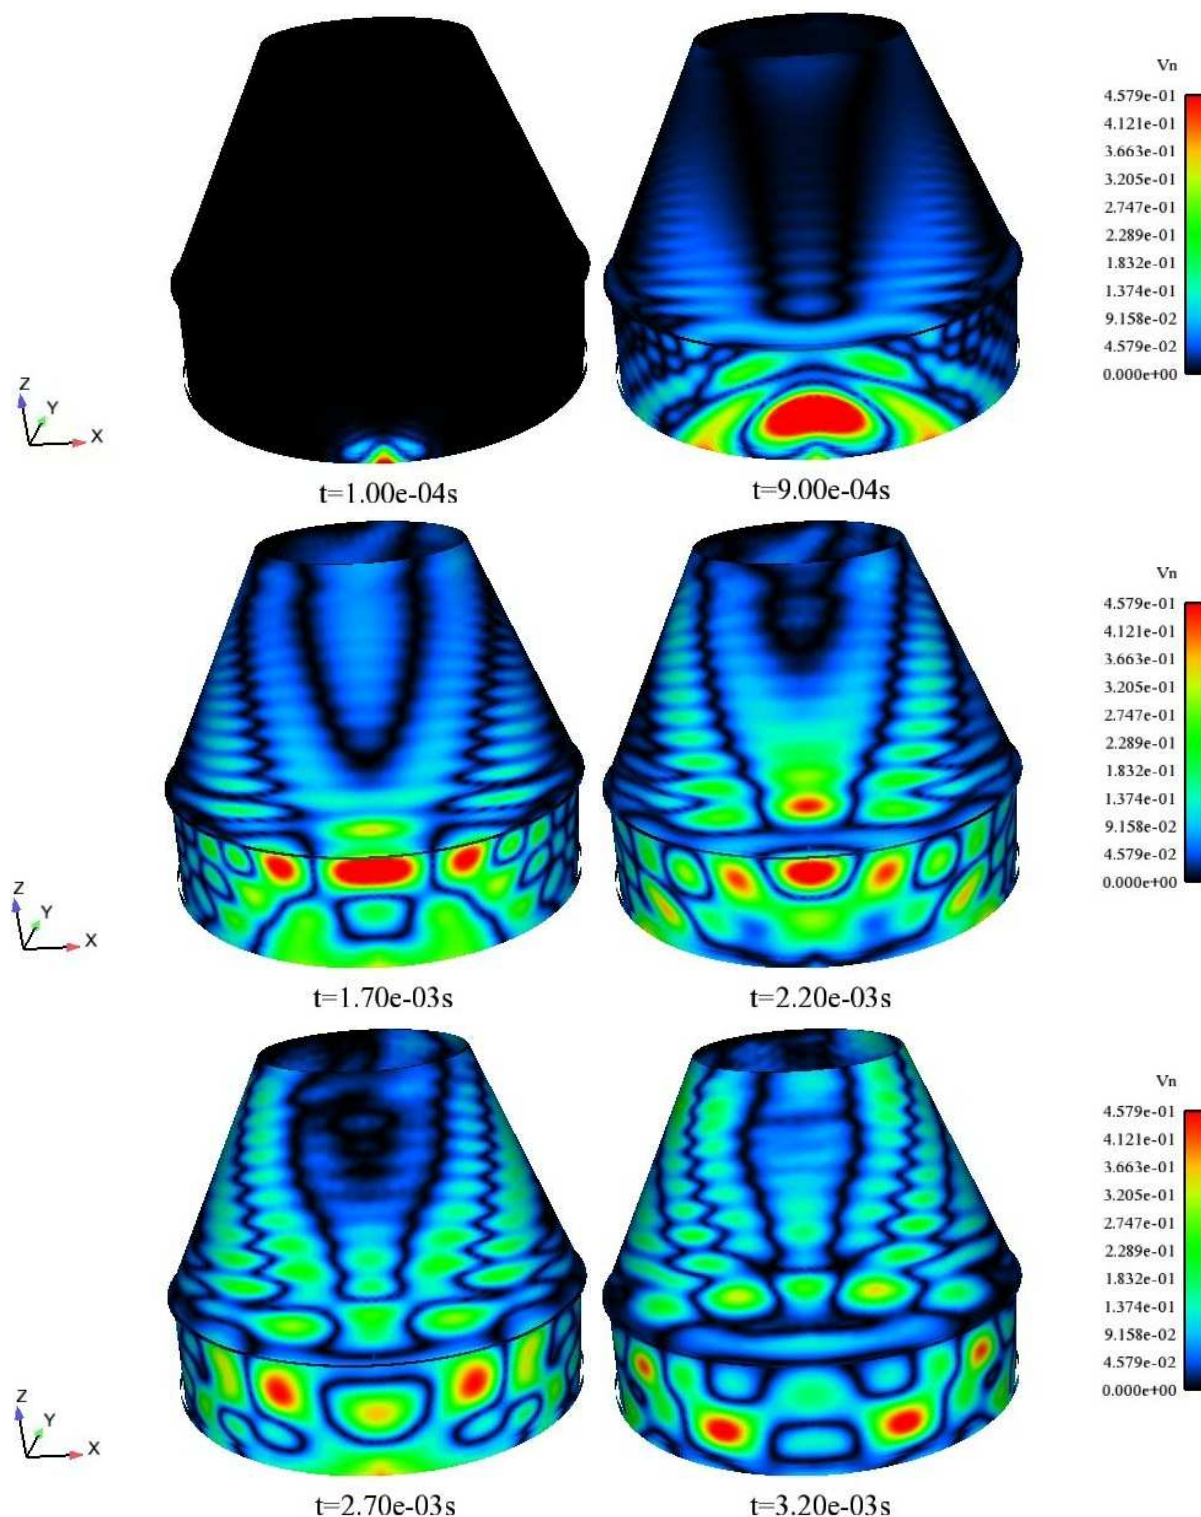 Vn
4.579e-01
4.121e-01
3.663e-01
3.205e-01
2.747e-01
2.289e-01
1.832e-01
1.374e-01
9.158e-02
4.579e-02
0.000e+00
Z
Y
X
t=1.00e-04s
t=9.00e-04s
Vn
4.579e-01
4.121e-01
3.663e-01
3.205e-01
2.747e-01
2.289e-01
1.832e-01
1.374e-01
9.158e-02
4.579e-02
0.000e+00
Z
Y
X
t=1.70e-03s
t=2.20e-03s
Vn
4.579e-01
4.121e-01
3.663e-01
3.205e-01
2.747e-01
2.289e-01
1.832e-01
1.374e-01
9.158e-02
4.579e-02
0.000e+00
Z
Y
X
t=2.70e-03s
t=3.20e-03s